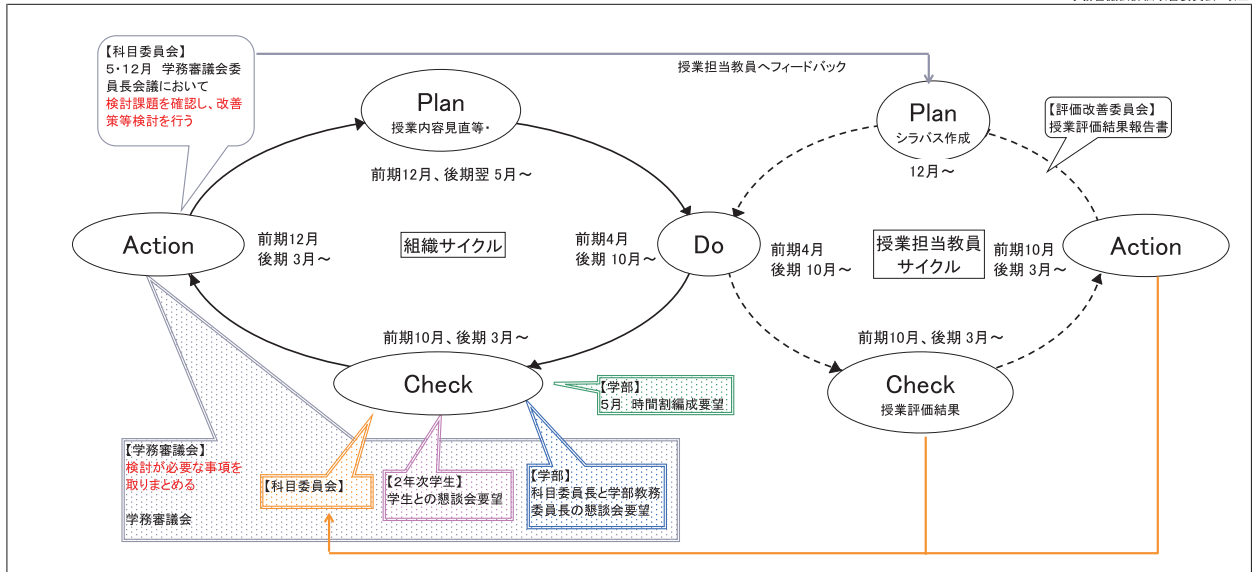 【科目委員会】
5・12月 学務審議会委
員長会議において
検討課題を確認し、改善
策等検討を行う
授業担当教員へフィードバック
Plan
授業内容見直等・
前期12月、後期翌 5月～
Plan
シラバス作成
12月～
【評価改善委員会】
授業評価結果報告書
Action
前期12月
後期 3月～
組織サイクル
前期4月
後期 10月～
Do
前期4月
後期 10月～
授業担当教員
サイクル
前期10月
後期 3月～
Action
前期10月、後期 3月～
Check
前期10月、後期 3月～
Check
授業評価結果
【学部】
5月 時間割編成要望
【学務審議会】
検討が必要な事項を
取りまとめる
学務審議会
【科目委員会】
【2年次学生】
学生との懇談会要望
【学部】
科目委員長と学部教務
委員長の懇談会要望